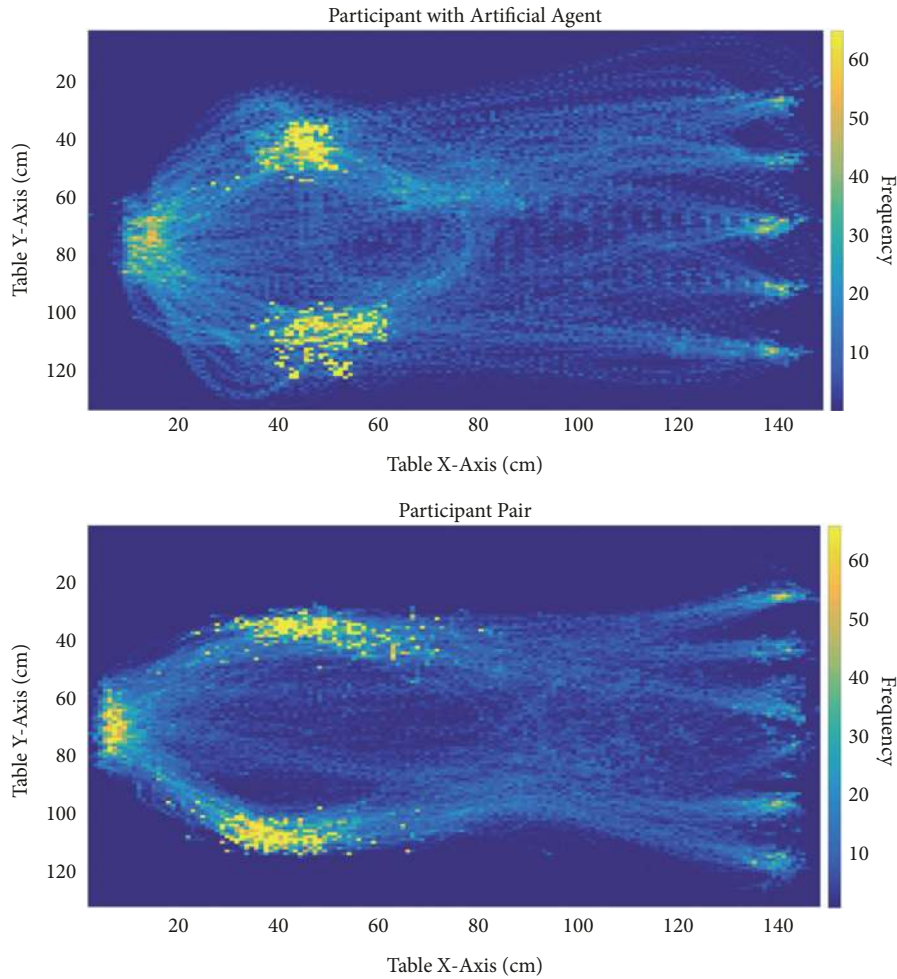 Participant with Artificial Agent
20
40
60
80
100
120
Table Y-Axis (cm)
20 40 60 80 100 120 140
Table X-Axis (cm)
60
50
40
30
20
10
Frequency
Participant Pair
20
40
60
80
100
120
Table Y-Axis (cm)
20 40 60 80 100 120 140
Table X-Axis (cm)
60
50
40
30
20
10
Frequency